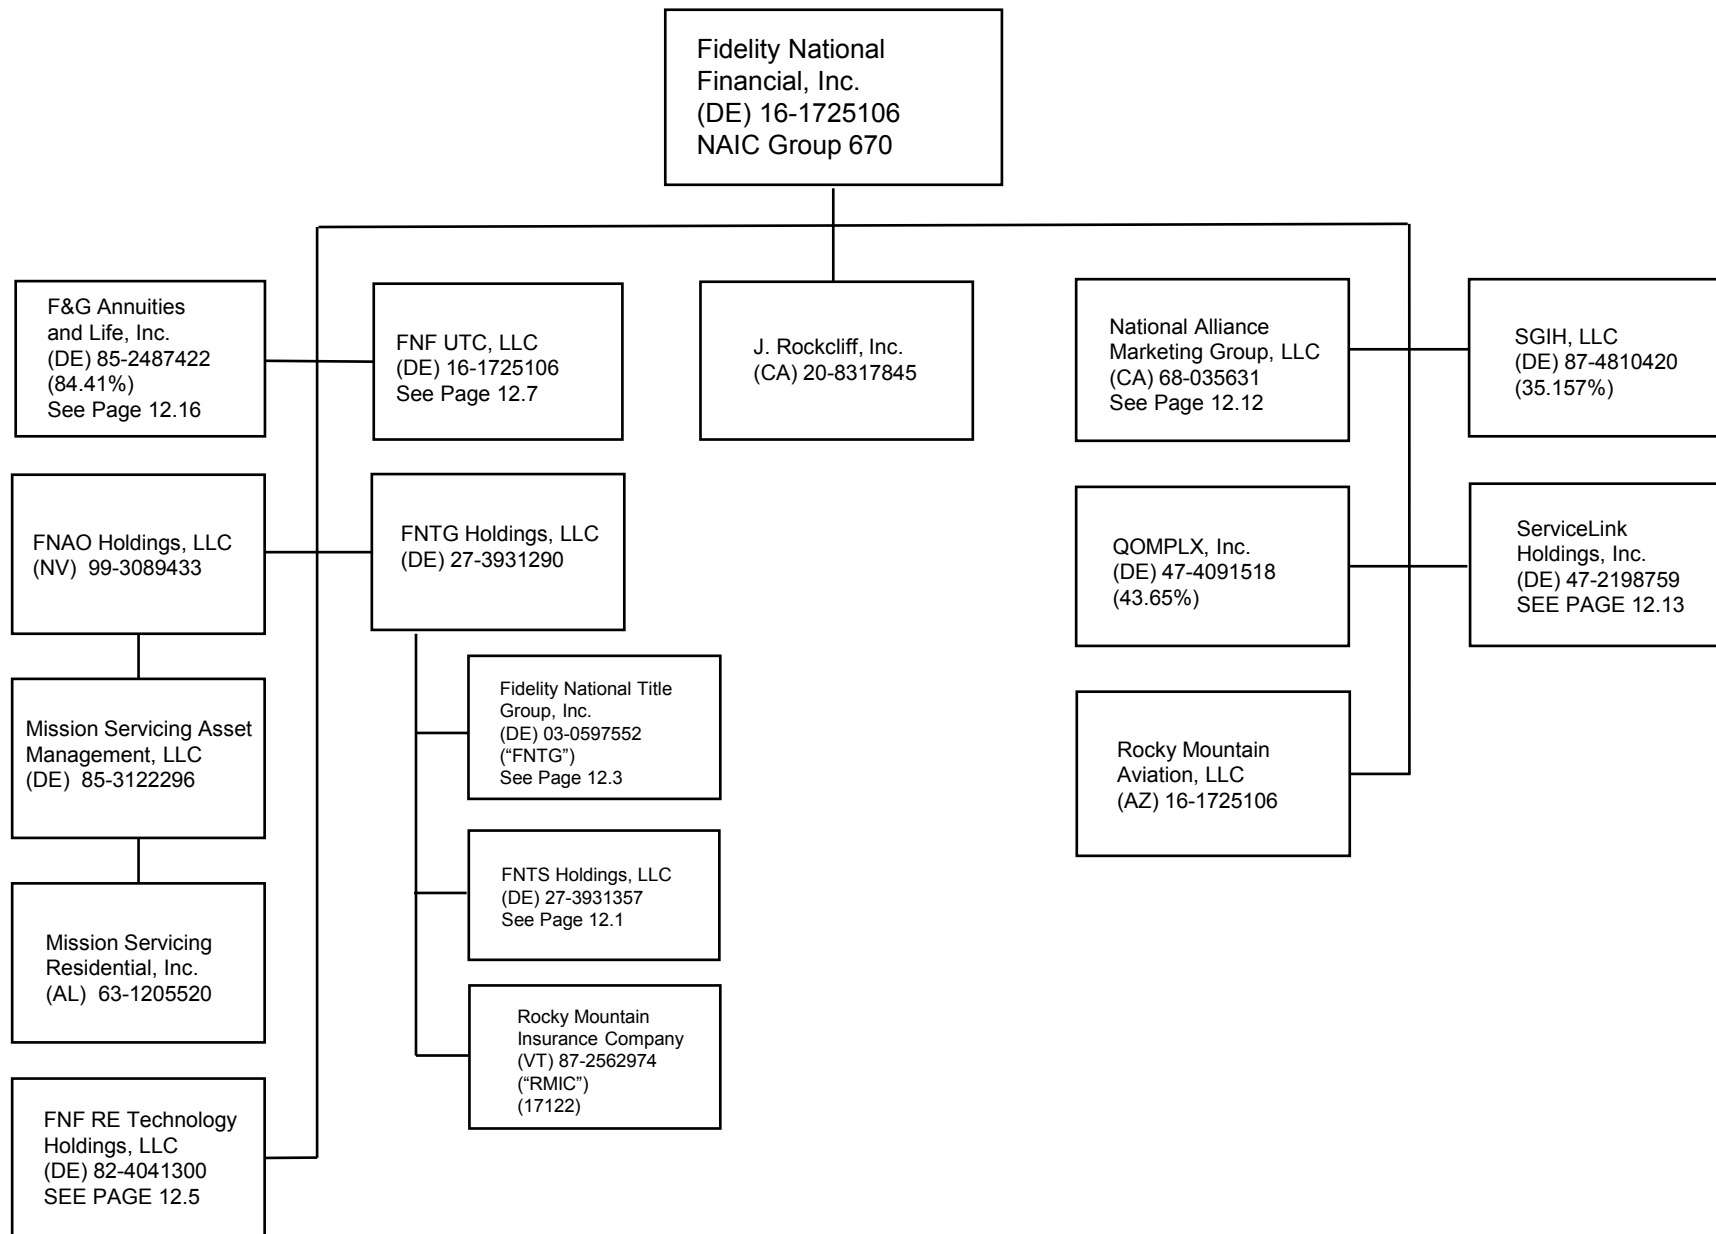 Fidelity National
Financial, Inc.
(DE) 16-1725106
NAIC Group 670
F&G Annuities
and Life, Inc.
(DE) 85-2487422
(84.41%)
See Page 12.16
FNF UTC, LLC
(DE) 16-1725106
See Page 12.7
J. Rockcliff, Inc.
(CA) 20-8317845
National Alliance
Marketing Group, LLC
(CA) 68-035631
See Page 12.12
SGIH, LLC
(DE) 87-4810420
(35.157%)
FNAO Holdings, LLC
(NV)  99-3089433
FNTG Holdings, LLC
(DE) 27-3931290
QOMPLX, Inc.
(DE) 47-4091518
(43.65%)
ServiceLink
Holdings, Inc.
(DE) 47-2198759
SEE PAGE 12.13
Mission Servicing Asset
Management, LLC
(DE)  85-3122296
Fidelity National Title
Group, Inc.
(DE) 03-0597552
(“FNTG”)
See Page 12.3
Rocky Mountain
Aviation, LLC
(AZ) 16-1725106
FNTS Holdings, LLC
(DE) 27-3931357
See Page 12.1
Mission Servicing
Residential, Inc.
(AL)  63-1205520
Rocky Mountain
Insurance Company
(VT) 87-2562974
(“RMIC”)
(17122)
FNF RE Technology
Holdings, LLC
(DE) 82-4041300
SEE PAGE 12.5